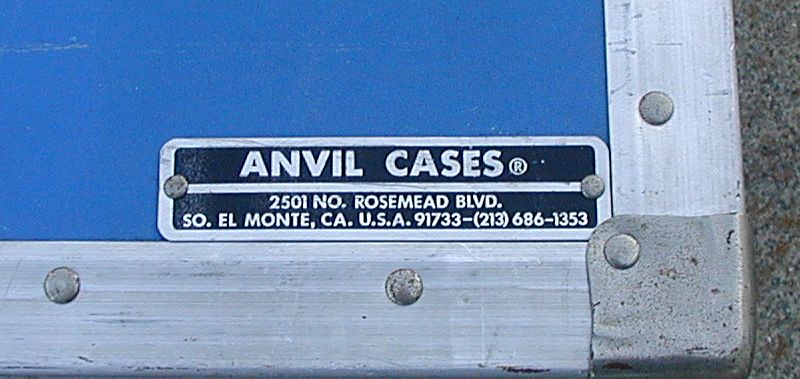 ANVIL CASES®
2501 NO. ROSEMEAD BLVD.
SO. EL MONTE, CA. U.S.A. 91733-(213) 686-1353